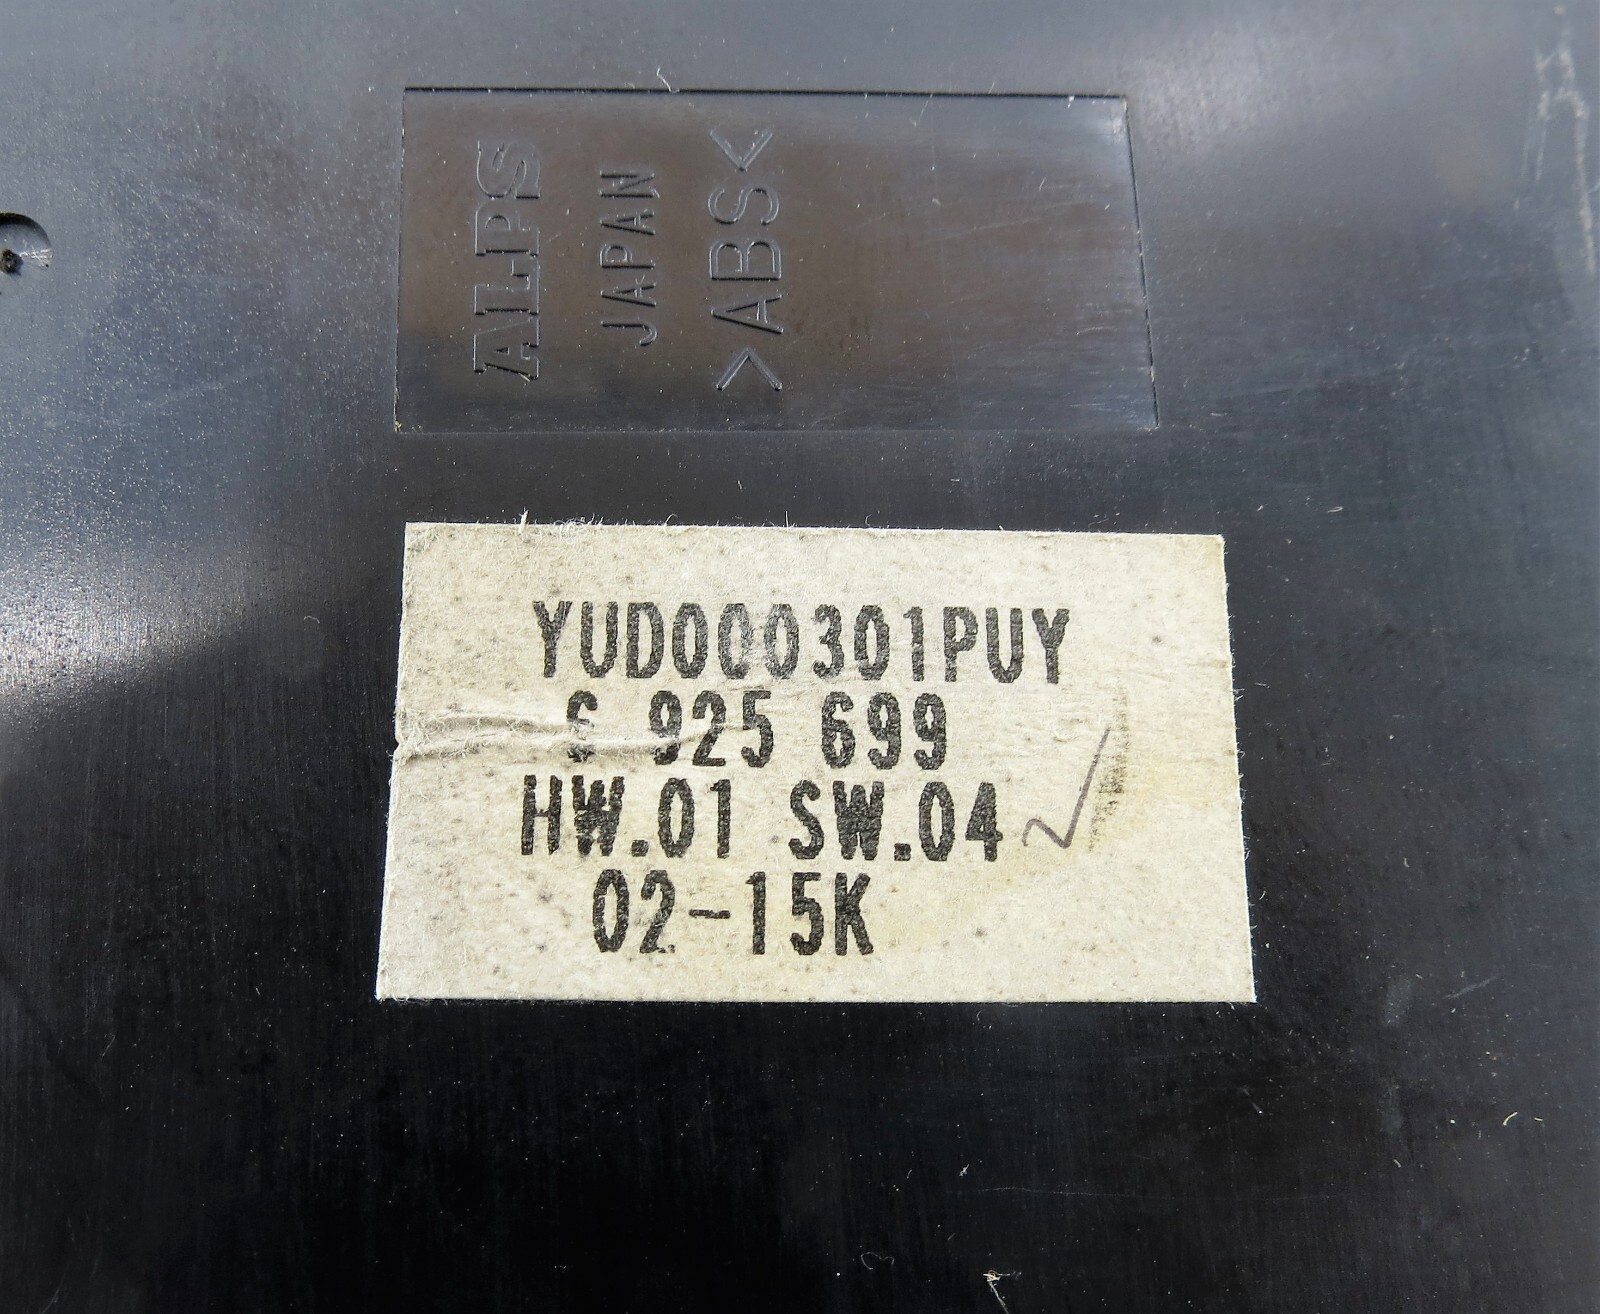 ALPS
JAPAN
>ABS<
YUD000301PUY
6 925 699
HW.01 SW.04
02-15K